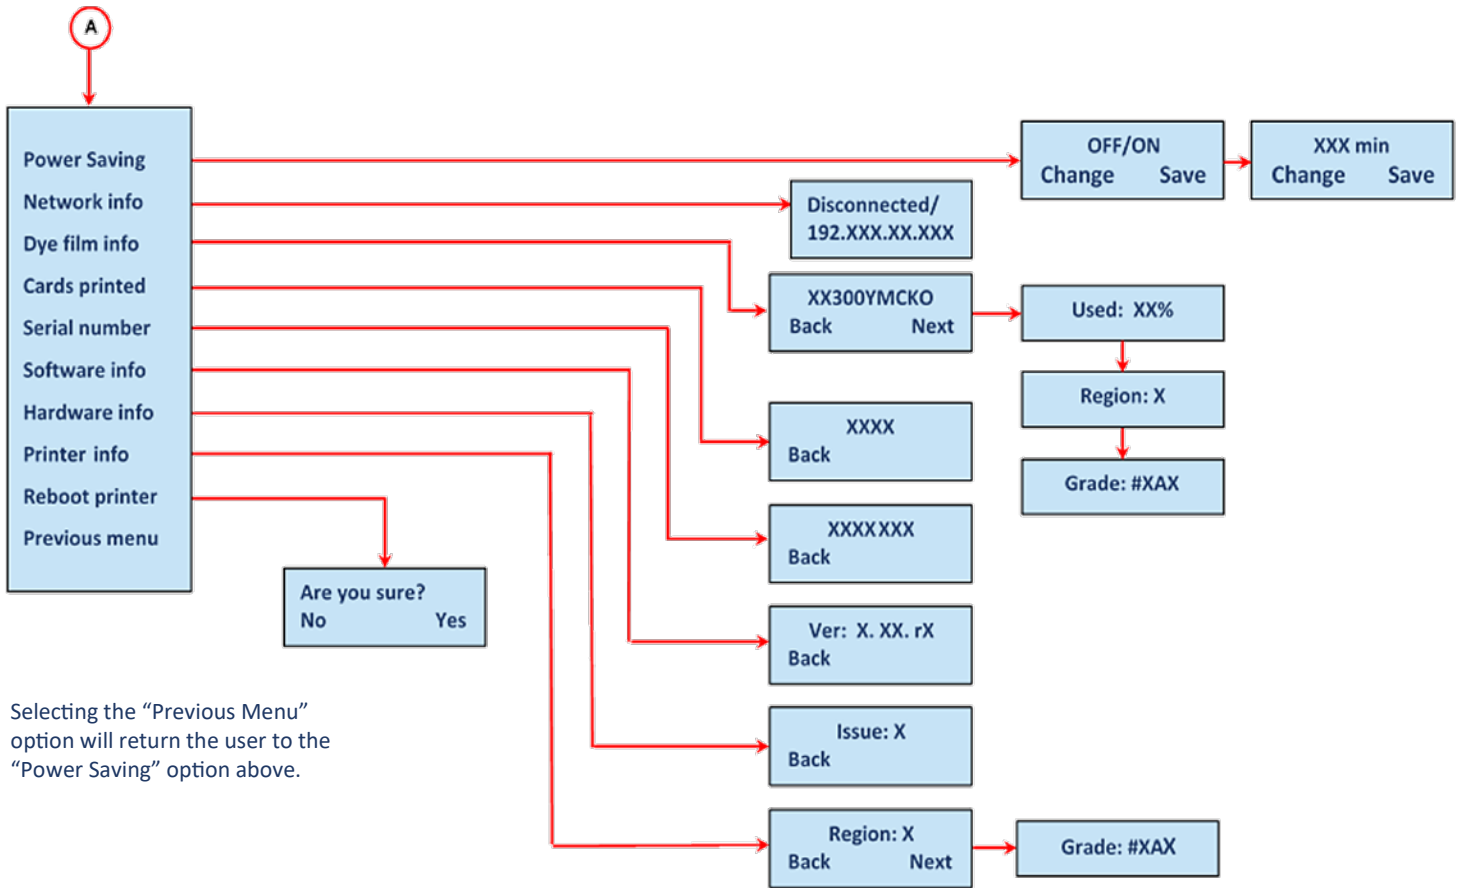 A
Power Saving
Network info
Dye film info
Cards printed
Serial number
Software info
Hardware info
Printer info
Reboot printer
Previous menu
OFF/ON
Change Save
XXX min
Change Save
Disconnected/
192.XXX.XX.XXX
XX300YMCKO
Back Next
Used: XX%
Region: X
Grade: #XAX
XXXX
Back
XXXXXXX
Back
Are you sure?
No Yes
Ver: X. XX. rX
Back
Issue: X
Back
Region: X
Back Next
Grade: #XAX
Selecting the “Previous Menu”
option will return the user to the
“Power Saving” option above.